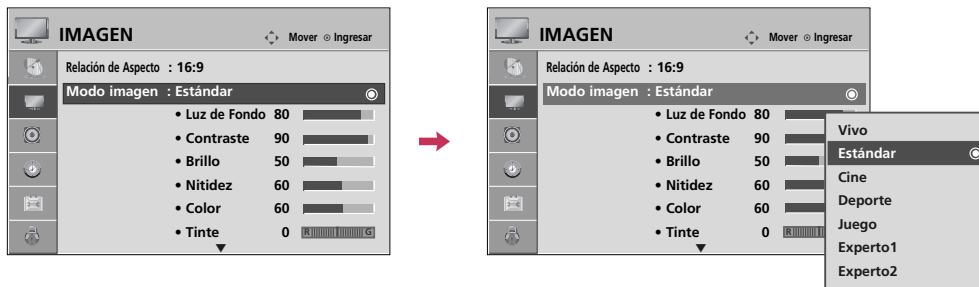 IMAGEN
Mover ⊙ Ingresar
Relación de Aspecto : 16:9
Modo imagen : Estándar
• Luz de Fondo 80
• Contraste 90
• Brillo 50
• Nitidez 60
• Color 60
• Tinte 0 R G
IMAGEN
Mover ⊙ Ingresar
Relación de Aspecto : 16:9
Modo imagen : Estándar
• Luz de Fondo 80
• Contraste 90
• Brillo 50
• Nitidez 60
• Color 60
• Tinte 0 R
Vivo
Estándar
Cine
Deporte
Juego
Experto1
Experto2